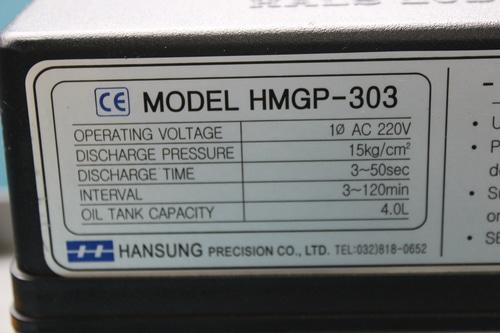 CE MODEL HMGP-303
OPERATING VOLTAGE 1Ø AC 220V
DISCHARGE PRESSURE 15kg/cm²
DISCHARGE TIME 3~50sec
INTERVAL 3~120min
OIL TANK CAPACITY 4.0L
HANSUNG PRECISION CO., LTD. TEL:032)818-0652